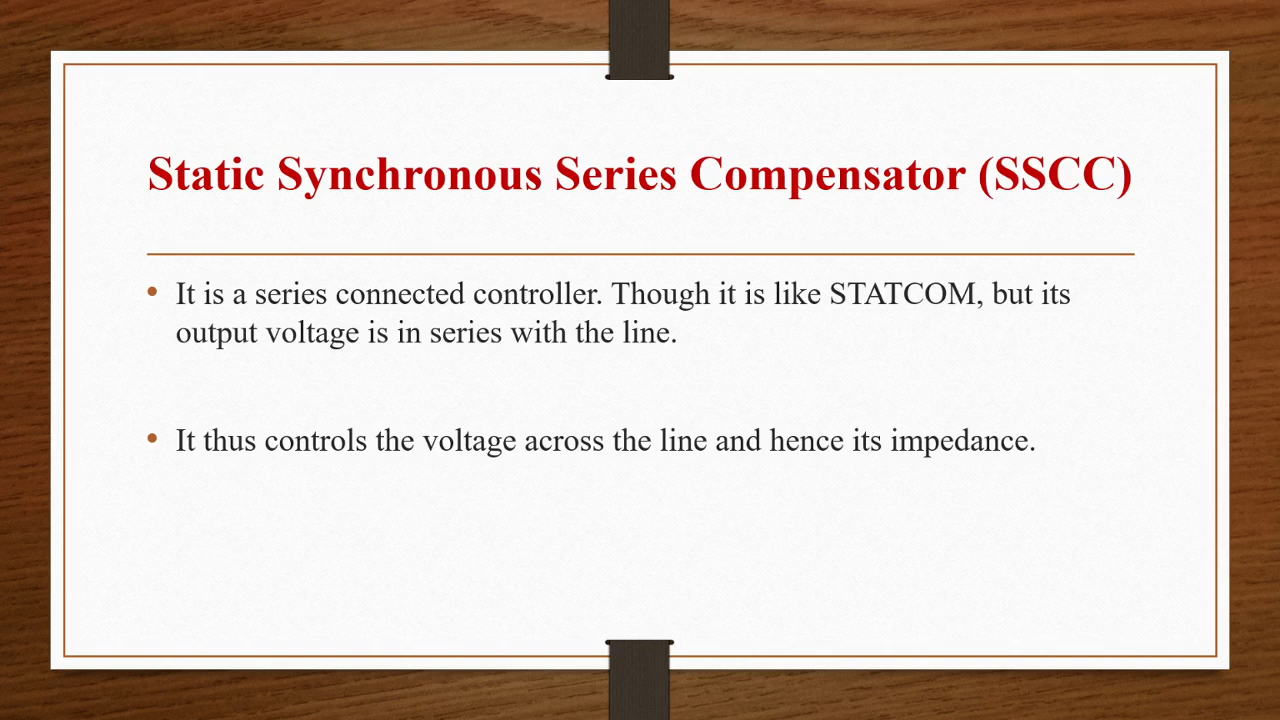 Static Synchronous Series Compensator (SSCC)
• It is a series connected controller. Though it is like STATCOM, but its
output voltage is in series with the line.
• It thus controls the voltage across the line and hence its impedance.